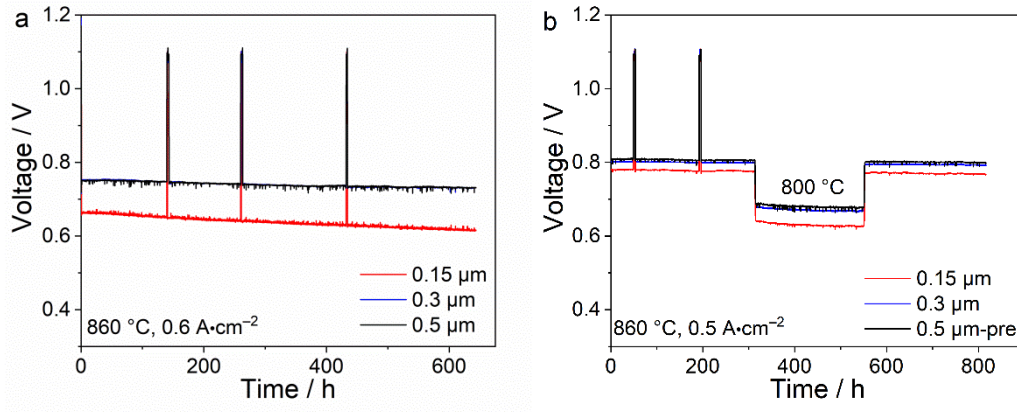 a
1.2
1.0
0.8
0.6
0.4
Voltage / V
0.15 µm
0.3 µm
0.5 µm
860 °C, 0.6 A•cm⁻²
0 200 400 600
Time / h
b
1.2
1.0
0.8
0.6
0.4
Voltage / V
800 °C
0.15 µm
0.3 µm
0.5 µm-pre
860 °C, 0.5 A•cm⁻²
0 200 400 600 800
Time / h